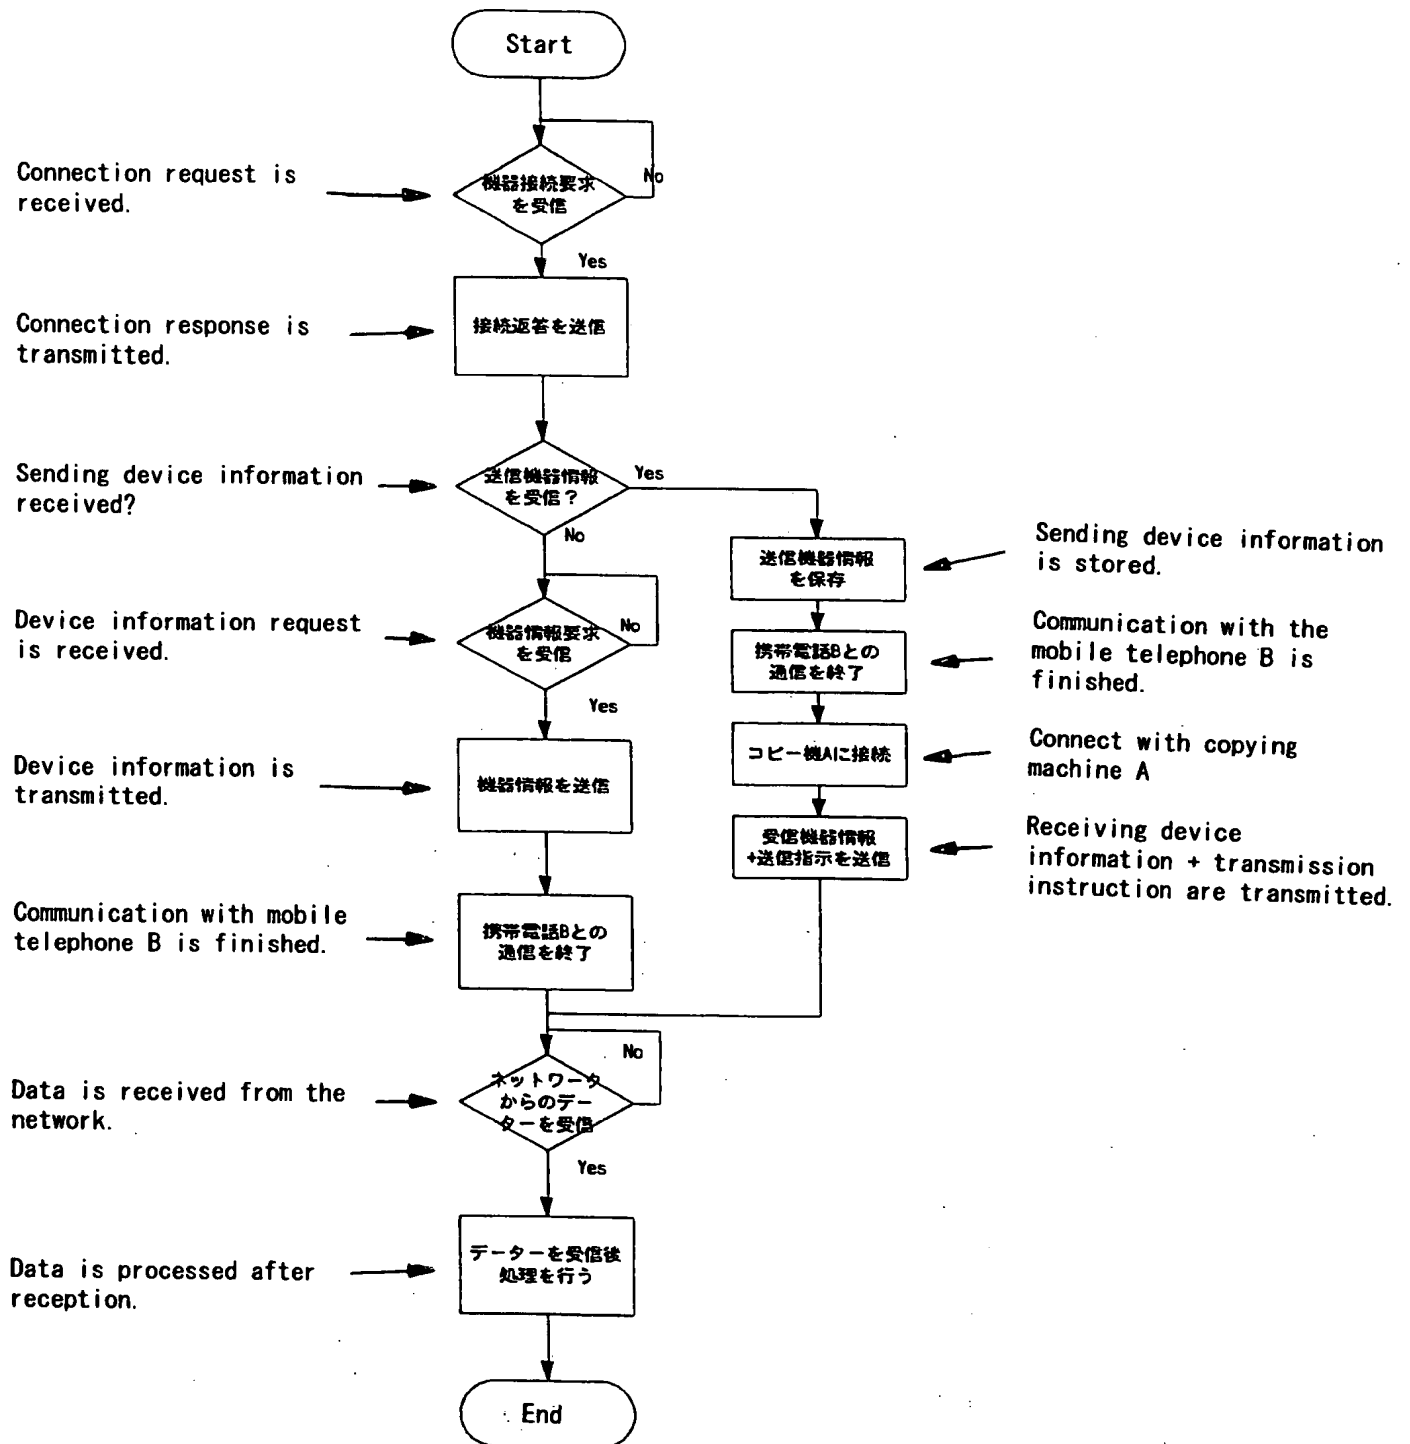 Start
Connection request is
received.
機器接続要求
を受信
No
Yes
Connection response is
transmitted.
接続返答を送信
Sending device information
received?
送信機器情報
を受信？
Yes
No
送信機器情報
を保存
Sending device information
is stored.
Device information request
is received.
機器情報要求
を受信
No
Yes
携帯電話Bとの
通信を終了
Communication with the
mobile telephone B is
finished.
コピー機Aに接続
Connect with copying
machine A
Device information is
transmitted.
機器情報を送信
受信機器情報
+送信指示を送信
Receiving device
information + transmission
instruction are transmitted.
Communication with mobile
telephone B is finished.
携帯電話Bとの
通信を終了
No
Data is received from the
network.
ネットワータ
からのデー
ターを受信
Yes
Data is processed after
reception.
データーを受信後
処理を行う
End